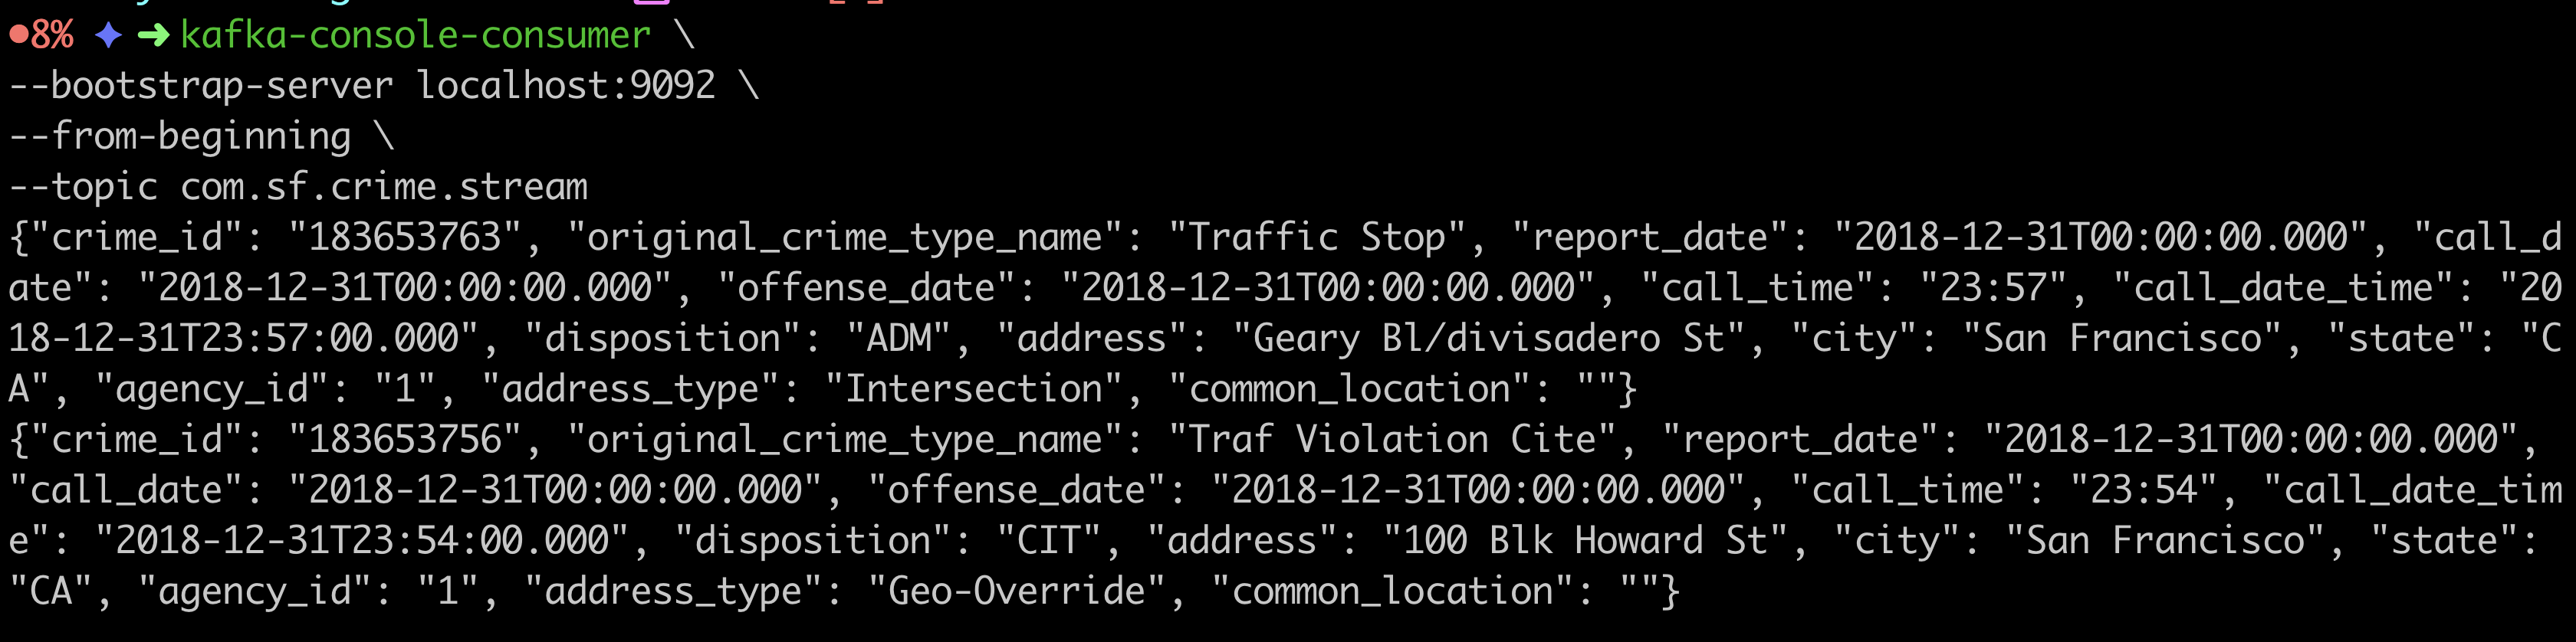 8% ✦ ➜ kafka-console-consumer \
--bootstrap-server localhost:9092 \
--from-beginning \
--topic com.sf.crime.stream
{"crime_id": "183653763", "original_crime_type_name": "Traffic Stop", "report_date": "2018-12-31T00:00:00.000", "call_d
ate": "2018-12-31T00:00:00.000", "offense_date": "2018-12-31T00:00:00.000", "call_time": "23:57", "call_date_time": "20
18-12-31T23:57:00.000", "disposition": "ADM", "address": "Geary Bl/divisadero St", "city": "San Francisco", "state": "C
A", "agency_id": "1", "address_type": "Intersection", "common_location": ""}
{"crime_id": "183653756", "original_crime_type_name": "Traf Violation Cite", "report_date": "2018-12-31T00:00:00.000",
"call_date": "2018-12-31T00:00:00.000", "offense_date": "2018-12-31T00:00:00.000", "call_time": "23:54", "call_date_tim
e": "2018-12-31T23:54:00.000", "disposition": "CIT", "address": "100 Blk Howard St", "city": "San Francisco", "state":
"CA", "agency_id": "1", "address_type": "Geo-Override", "common_location": ""}